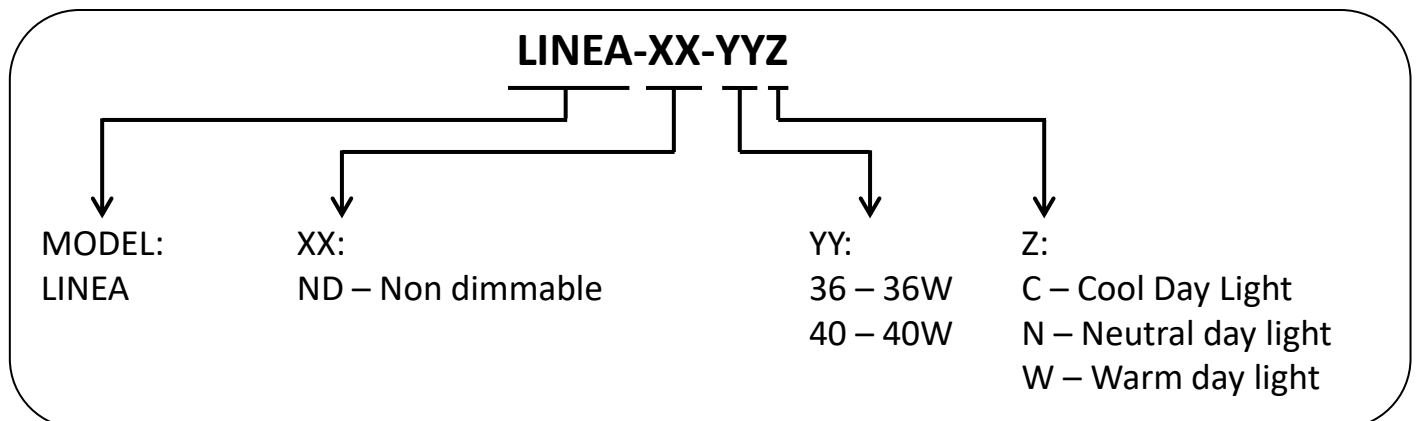 LINEA-XX-YYZ
MODEL:
LINEA
XX:
ND – Non dimmable
YY:
36 – 36W
40 – 40W
Z:
C – Cool Day Light
N – Neutral day light
W – Warm day light